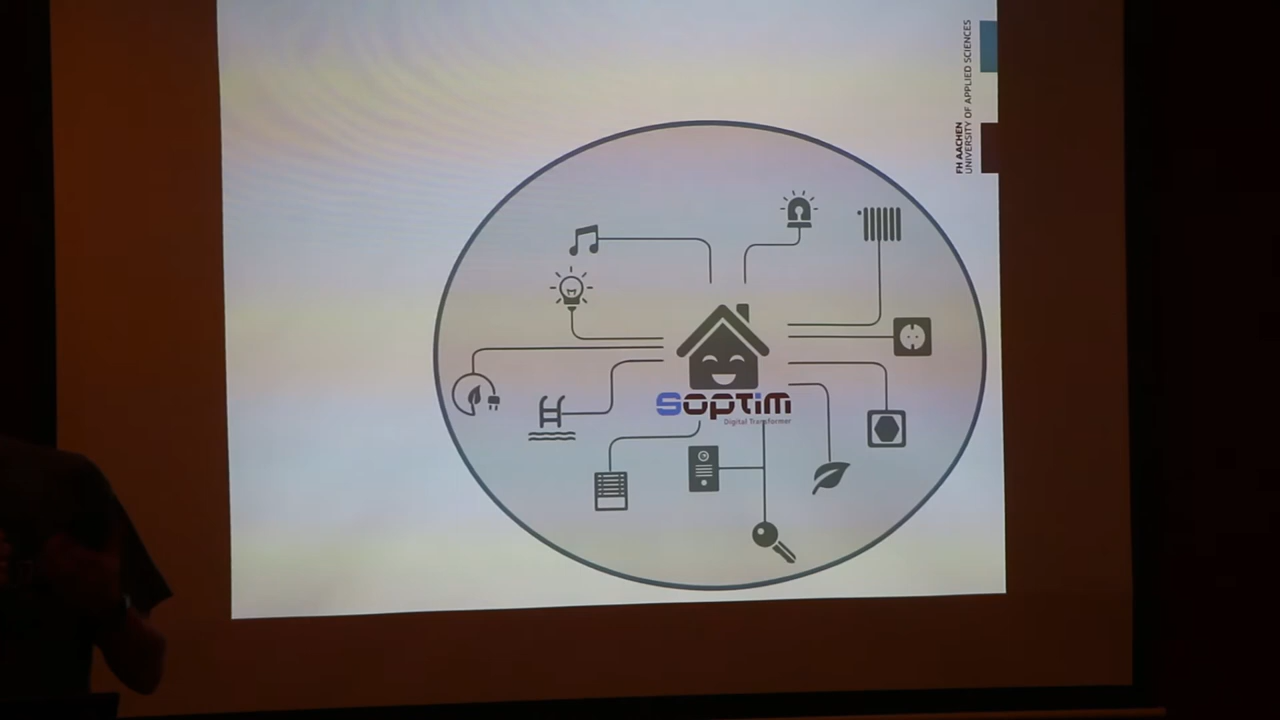 FH AACHEN
UNIVERSITY OF APPLIED SCIENCES
Soptim
Digital Transformer